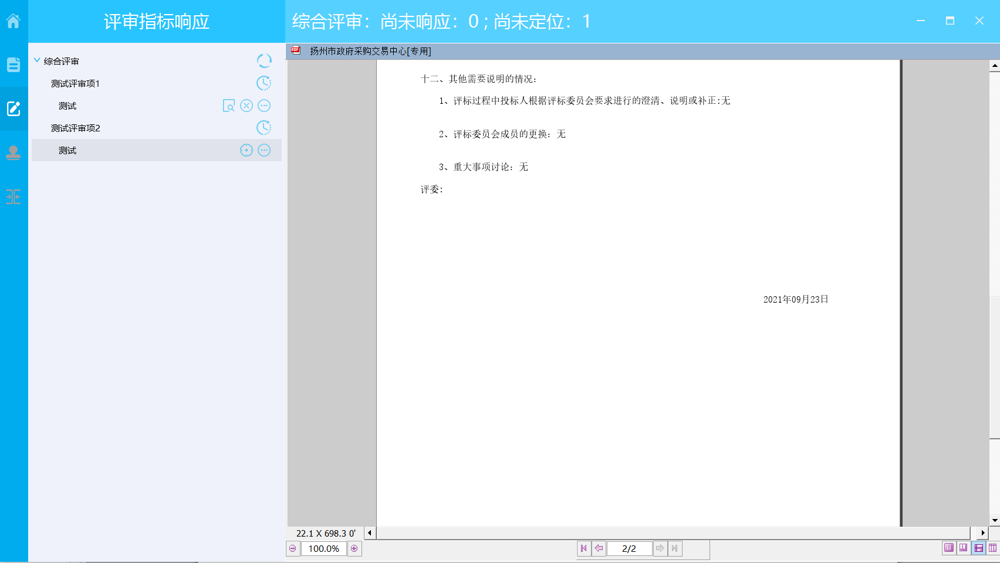 评审指标响应
综合评审：尚未响应：0 ; 尚未定位：1
综合评审
测试评审项1
测试
测试评审项2
测试
PDF
扬州市政府采购交易中心[专用]
十二、其他需要说明的情况：
1、评标过程中投标人根据评标委员会要求进行的澄清、说明或补正:无
2、评标委员会成员的更换：无
3、重大事项讨论：无
评委：
2021年09月23日
22.1 X 698.3 0'
100.0%
2/2